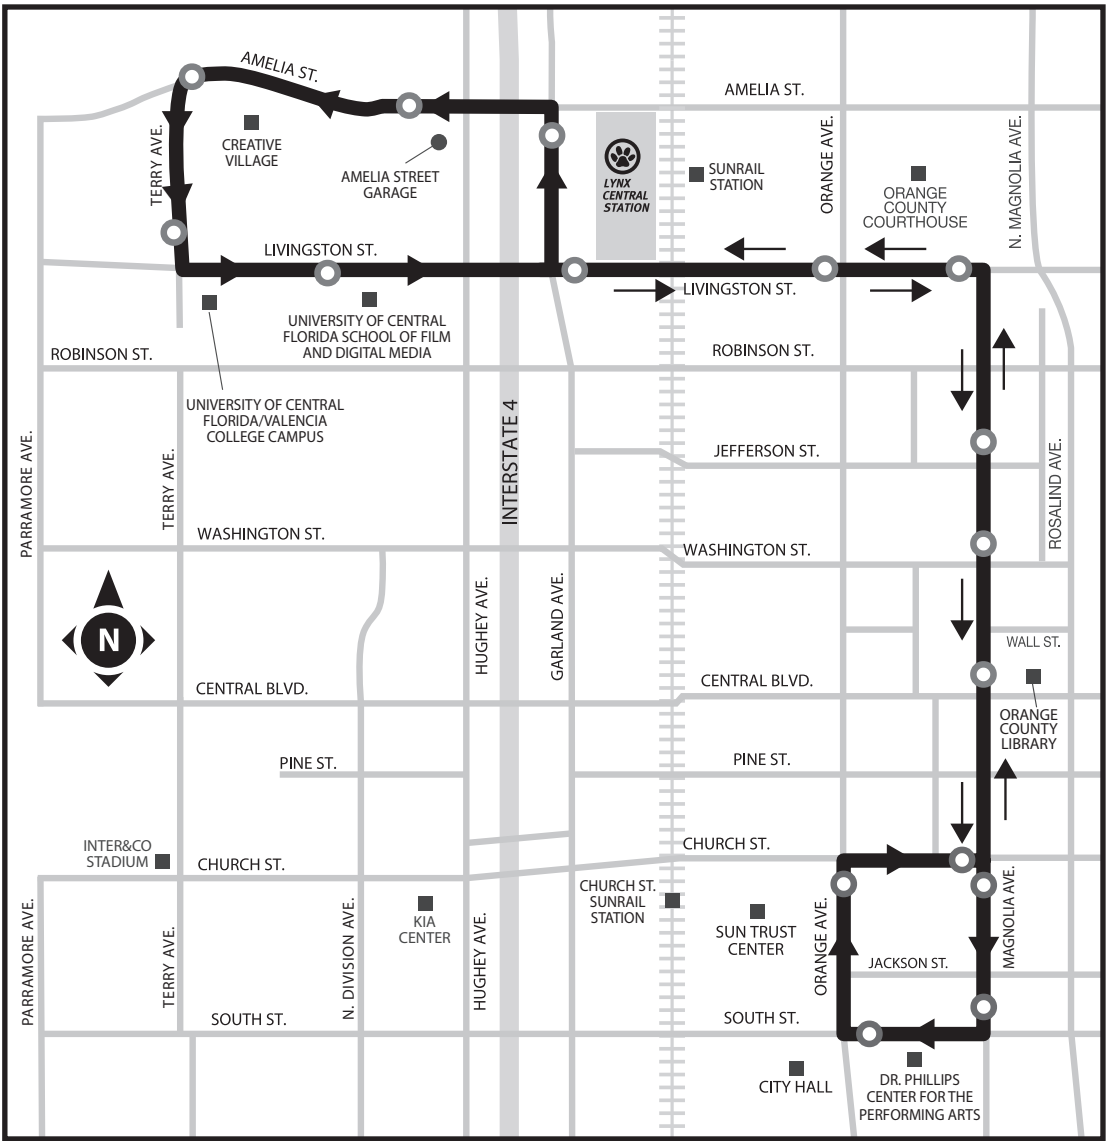 AMELIA ST.
AMELIA ST.
TERRY AVE.
CREATIVE
VILLAGE
AMELIA STREET
GARAGE
LYNX
CENTRAL
STATION
SUNRAIL
STATION
ORANGE AVE.
ORANGE
COUNTY
COURTHOUSE
N. MAGNOLIA AVE.
LIVINGSTON ST.
LIVINGSTON ST.
UNIVERSITY OF CENTRAL
FLORIDA SCHOOL OF FILM
AND DIGITAL MEDIA
ROBINSON ST.
ROBINSON ST.
UNIVERSITY OF CENTRAL
FLORIDA/VALENCIA
COLLEGE CAMPUS
PARRAMORE AVE.
TERRY AVE.
INTERSTATE 4
JEFFERSON ST.
ROSALIND AVE.
WASHINGTON ST.
WASHINGTON ST.
N
HUGHEY AVE.
GARLAND AVE.
WALL ST.
CENTRAL BLVD.
CENTRAL BLVD.
ORANGE
COUNTY
LIBRARY
PINE ST.
PINE ST.
INTER&CO
STADIUM
CHURCH ST.
CHURCH ST.
CHURCH ST.
SUNRAIL
STATION
PARRAMORE AVE.
TERRY AVE.
N. DIVISION AVE.
KIA
CENTER
HUGHEY AVE.
SUN TRUST
CENTER
ORANGE AVE.
MAGNOLIA AVE.
JACKSON ST.
SOUTH ST.
SOUTH ST.
CITY HALL
DR. PHILLIPS
CENTER FOR THE
PERFORMING ARTS